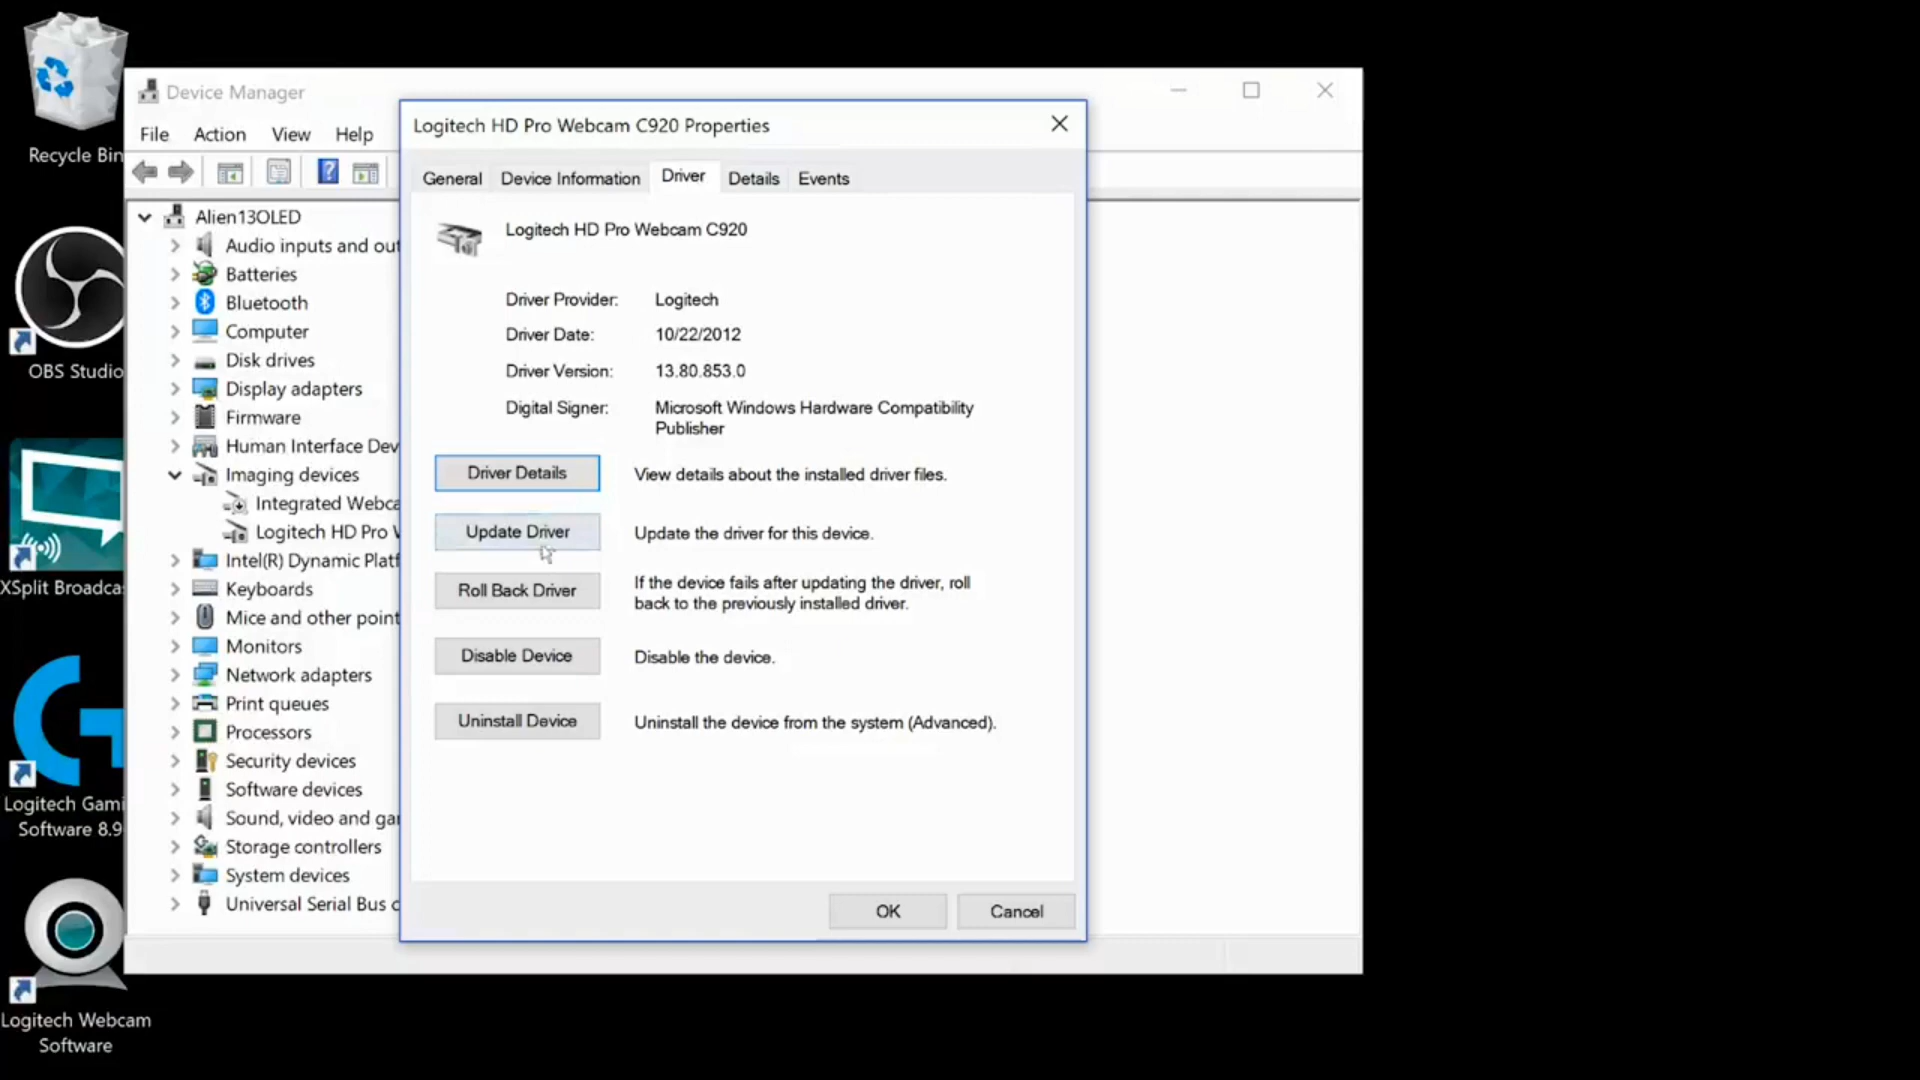 Recycle Bin
OBS Studio
XSplit Broadca
Logitech Gami
Software 8.9
Logitech Webcam
Software
Device Manager
File Action View Help
Alien13OLED
Audio inputs and out
Batteries
Bluetooth
Computer
Disk drives
Display adapters
Firmware
Human Interface Dev
Imaging devices
Integrated Webca
Logitech HD Pro W
Intel(R) Dynamic Platf
Keyboards
Mice and other point
Monitors
Network adapters
Print queues
Processors
Security devices
Software devices
Sound, video and gam
Storage controllers
System devices
Universal Serial Bus c
Logitech HD Pro Webcam C920 Properties
General Device Information Driver Details Events
Logitech HD Pro Webcam C920
Driver Provider: Logitech
Driver Date: 10/22/2012
Driver Version: 13.80.853.0
Digital Signer: Microsoft Windows Hardware Compatibility
Publisher
Driver Details View details about the installed driver files.
Update Driver Update the driver for this device.
Roll Back Driver If the device fails after updating the driver, roll
back to the previously installed driver.
Disable Device Disable the device.
Uninstall Device Uninstall the device from the system (Advanced).
OK Cancel